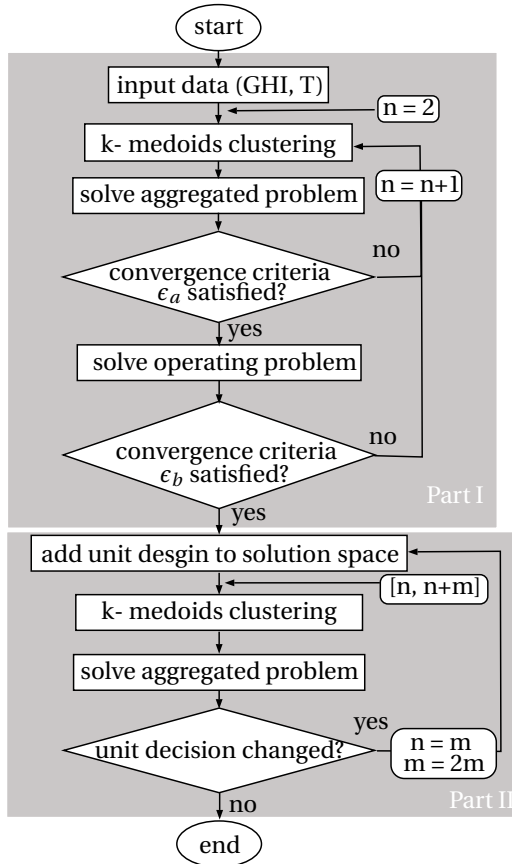 start
input data (GHI, T)
n = 2
k- medoids clustering
n = n+1
solve aggregated problem
no
convergence criteria
ϵa satisfied?
yes
solve operating problem
no
convergence criteria
ϵb satisfied?
Part I
yes
add unit desgin to solution space
[n, n+m]
k- medoids clustering
solve aggregated problem
yes
n = m
m = 2m
unit decision changed?
Part II
no
end